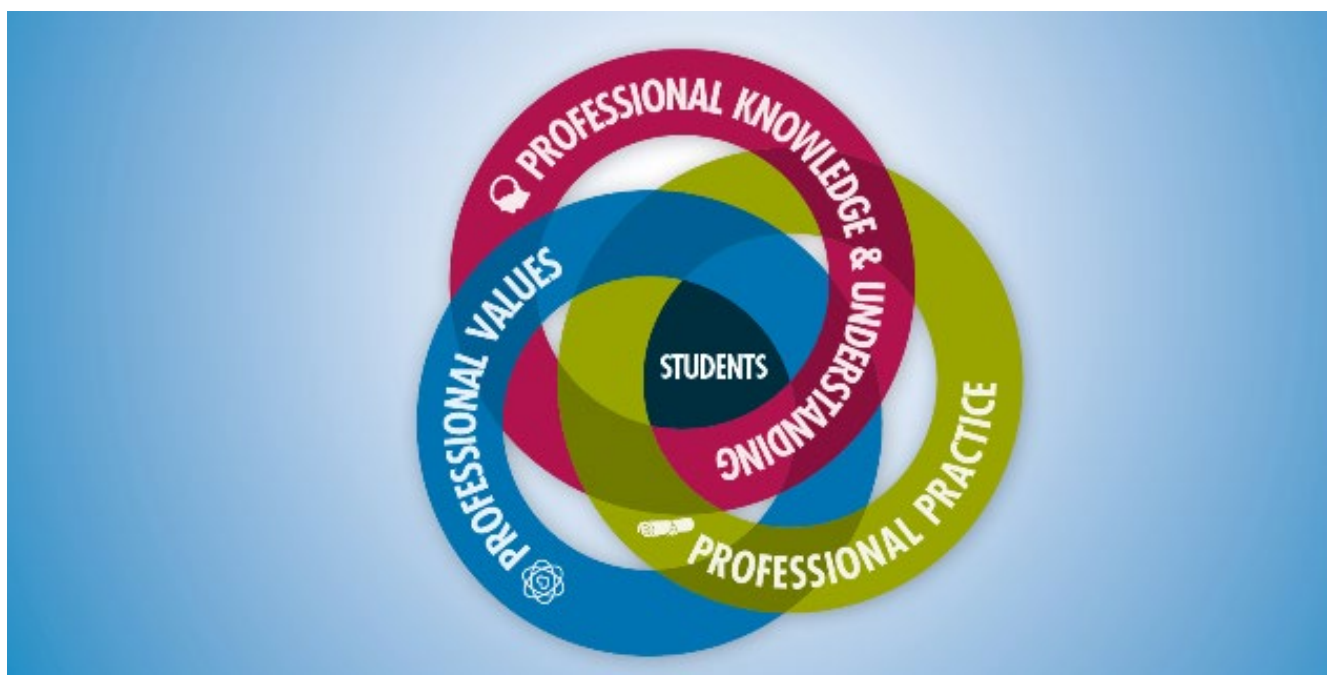 PROFESSIONAL KNOWLEDGE & UNDERSTANDING
PROFESSIONAL VALUES
STUDENTS
PROFESSIONAL PRACTICE